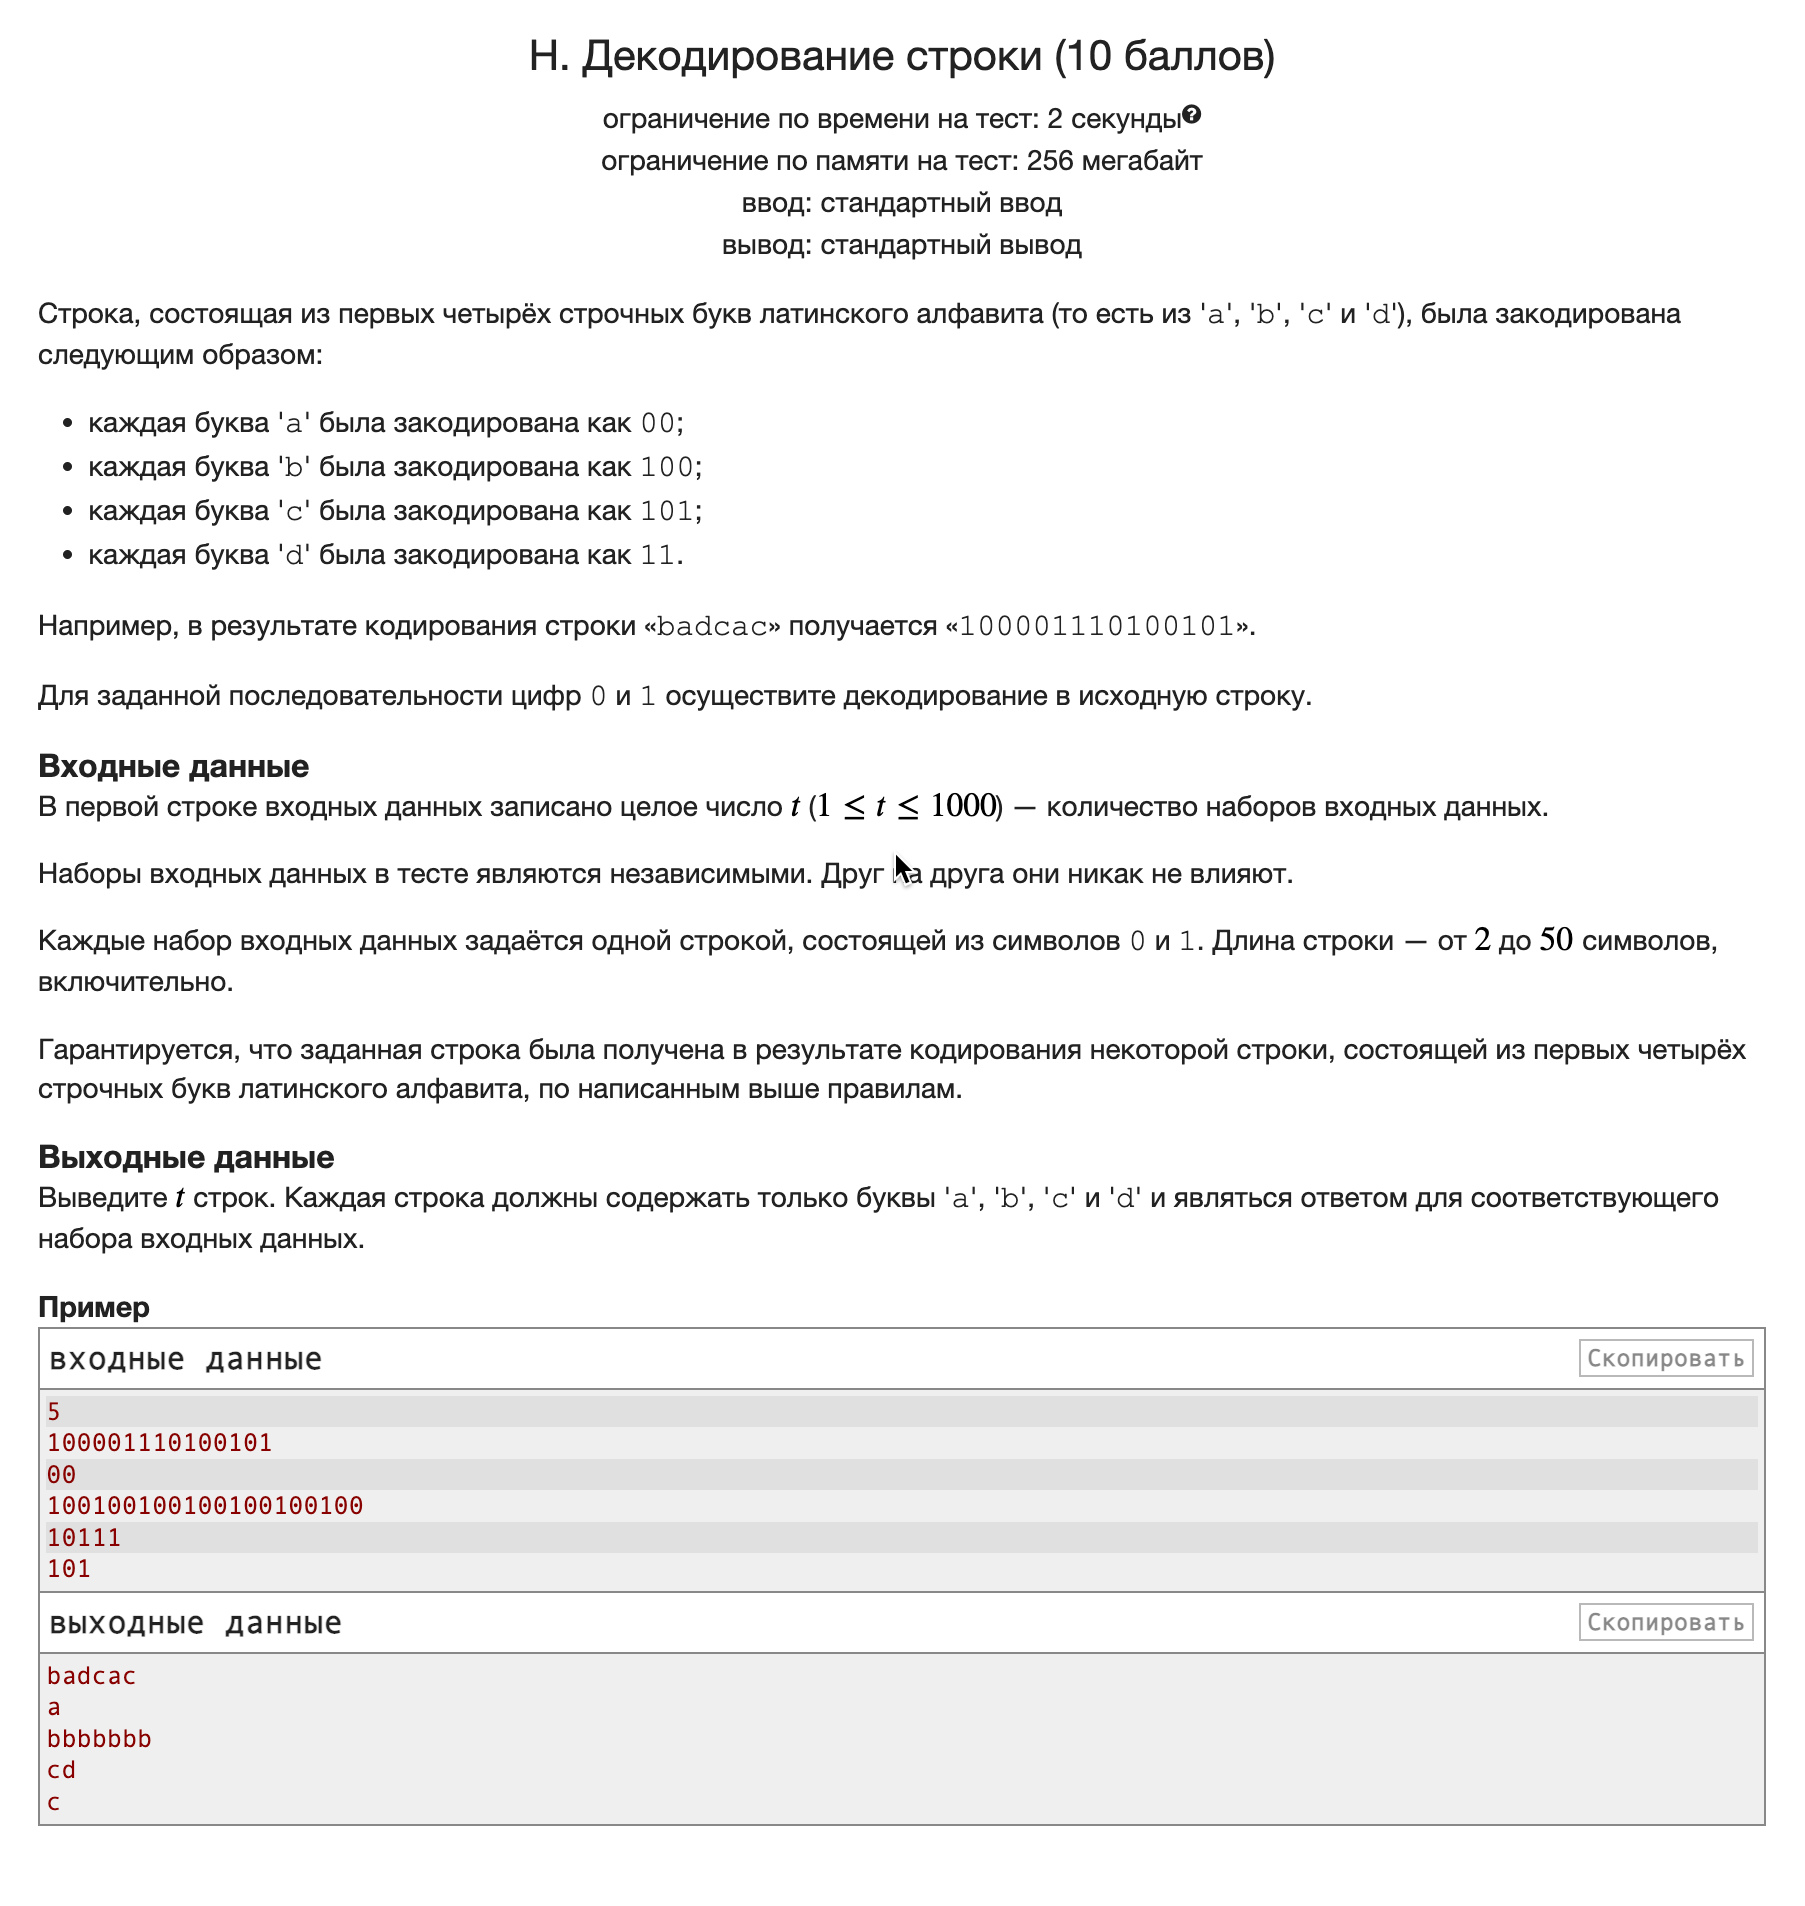 H. Декодирование строки (10 баллов)
ограничение по времени на тест: 2 секунды?
ограничение по памяти на тест: 256 мегабайт
ввод: стандартный ввод
вывод: стандартный вывод
Строка, состоящая из первых четырёх строчных букв латинского алфавита (то есть из 'a', 'b', 'c' и 'd'), была закодирована
следующим образом:
• каждая буква 'a' была закодирована как 00;
• каждая буква 'b' была закодирована как 100;
• каждая буква 'c' была закодирована как 101;
• каждая буква 'd' была закодирована как 11.
Например, в результате кодирования строки «badcac» получается «100001110100101».
Для заданной последовательности цифр 0 и 1 осуществите декодирование в исходную строку.
Входные данные
В первой строке входных данных записано целое число t (1 ≤ t ≤ 1000) — количество наборов входных данных.
Наборы входных данных в тесте являются независимыми. Друг на друга они никак не влияют.
Каждые набор входных данных задаётся одной строкой, состоящей из символов 0 и 1. Длина строки — от 2 до 50 символов,
включительно.
Гарантируется, что заданная строка была получена в результате кодирования некоторой строки, состоящей из первых четырёх
строчных букв латинского алфавита, по написанным выше правилам.
Выходные данные
Выведите t строк. Каждая строка должны содержать только буквы 'a', 'b', 'c' и 'd' и являться ответом для соответствующего
набора входных данных.
Пример
входные данные
Скопировать
5
100001110100101
00
100100100100100100100
10111
101
выходные данные
Скопировать
badcac
a
bbbbbbb
cd
c